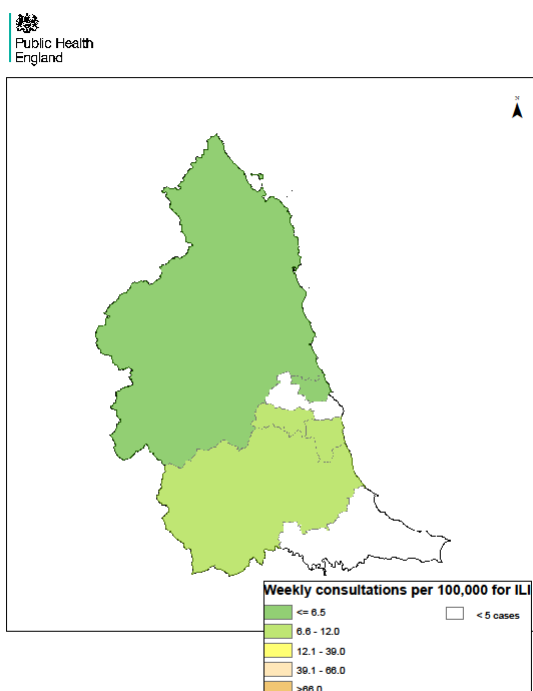 Public Health
England
N
Weekly consultations per 100,000 for ILI
<= 6.5
< 5 cases
6.6 - 12.0
12.1 - 39.0
39.1 - 66.0
>66.0